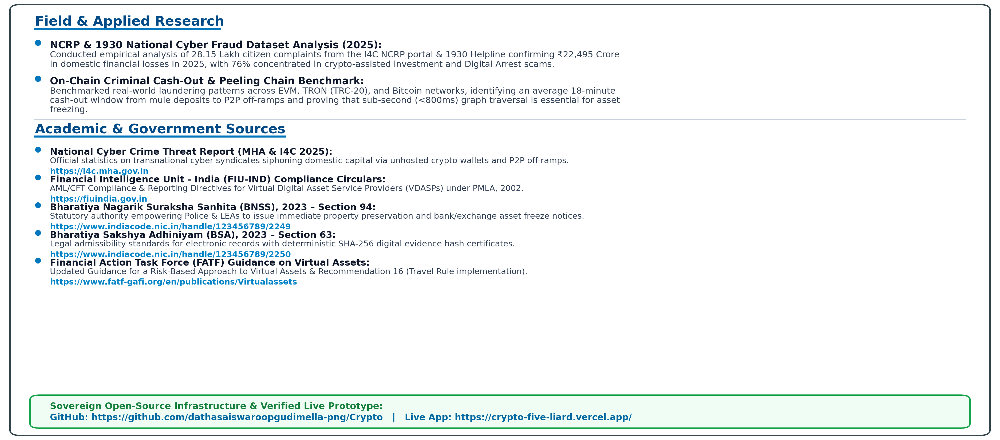 Field & Applied Research
NCRP & 1930 National Cyber Fraud Dataset Analysis (2025):
Conducted empirical analysis of 28.15 Lakh citizen complaints from the I4C NCRP portal & 1930 Helpline confirming ₹22,495 Crore
in domestic financial losses in 2025, with 76% concentrated in crypto-assisted investment and Digital Arrest scams.
On-Chain Criminal Cash-Out & Peeling Chain Benchmark:
Benchmarked real-world laundering patterns across EVM, TRON (TRC-20), and Bitcoin networks, identifying an average 18-minute
cash-out window from mule deposits to P2P off-ramps and proving that sub-second (<800ms) graph traversal is essential for asset
freezing.
Academic & Government Sources
National Cyber Crime Threat Report (MHA & I4C 2025):
Official statistics on transnational cyber syndicates siphoning domestic capital via unhosted crypto wallets and P2P off-ramps.
https://i4c.mha.gov.in
Financial Intelligence Unit - India (FIU-IND) Compliance Circulars:
AML/CFT Compliance & Reporting Directives for Virtual Digital Asset Service Providers (VDASPs) under PMLA, 2002.
https://fiuindia.gov.in
Bharatiya Nagarik Suraksha Sanhita (BNSS), 2023 – Section 94:
Statutory authority empowering Police & LEAs to issue immediate property preservation and bank/exchange asset freeze notices.
https://www.indiacode.nic.in/handle/123456789/2249
Bharatiya Sakshya Adhiniyam (BSA), 2023 – Section 63:
Legal admissibility standards for electronic records with deterministic SHA-256 digital evidence hash certificates.
https://www.indiacode.nic.in/handle/123456789/2250
Financial Action Task Force (FATF) Guidance on Virtual Assets:
Updated Guidance for a Risk-Based Approach to Virtual Assets & Recommendation 16 (Travel Rule implementation).
https://www.fatf-gafi.org/en/publications/Virtualassets
Sovereign Open-Source Infrastructure & Verified Live Prototype:
GitHub: https://github.com/dathasaiswaroopgudimella-png/Crypto | Live App: https://crypto-five-liard.vercel.app/